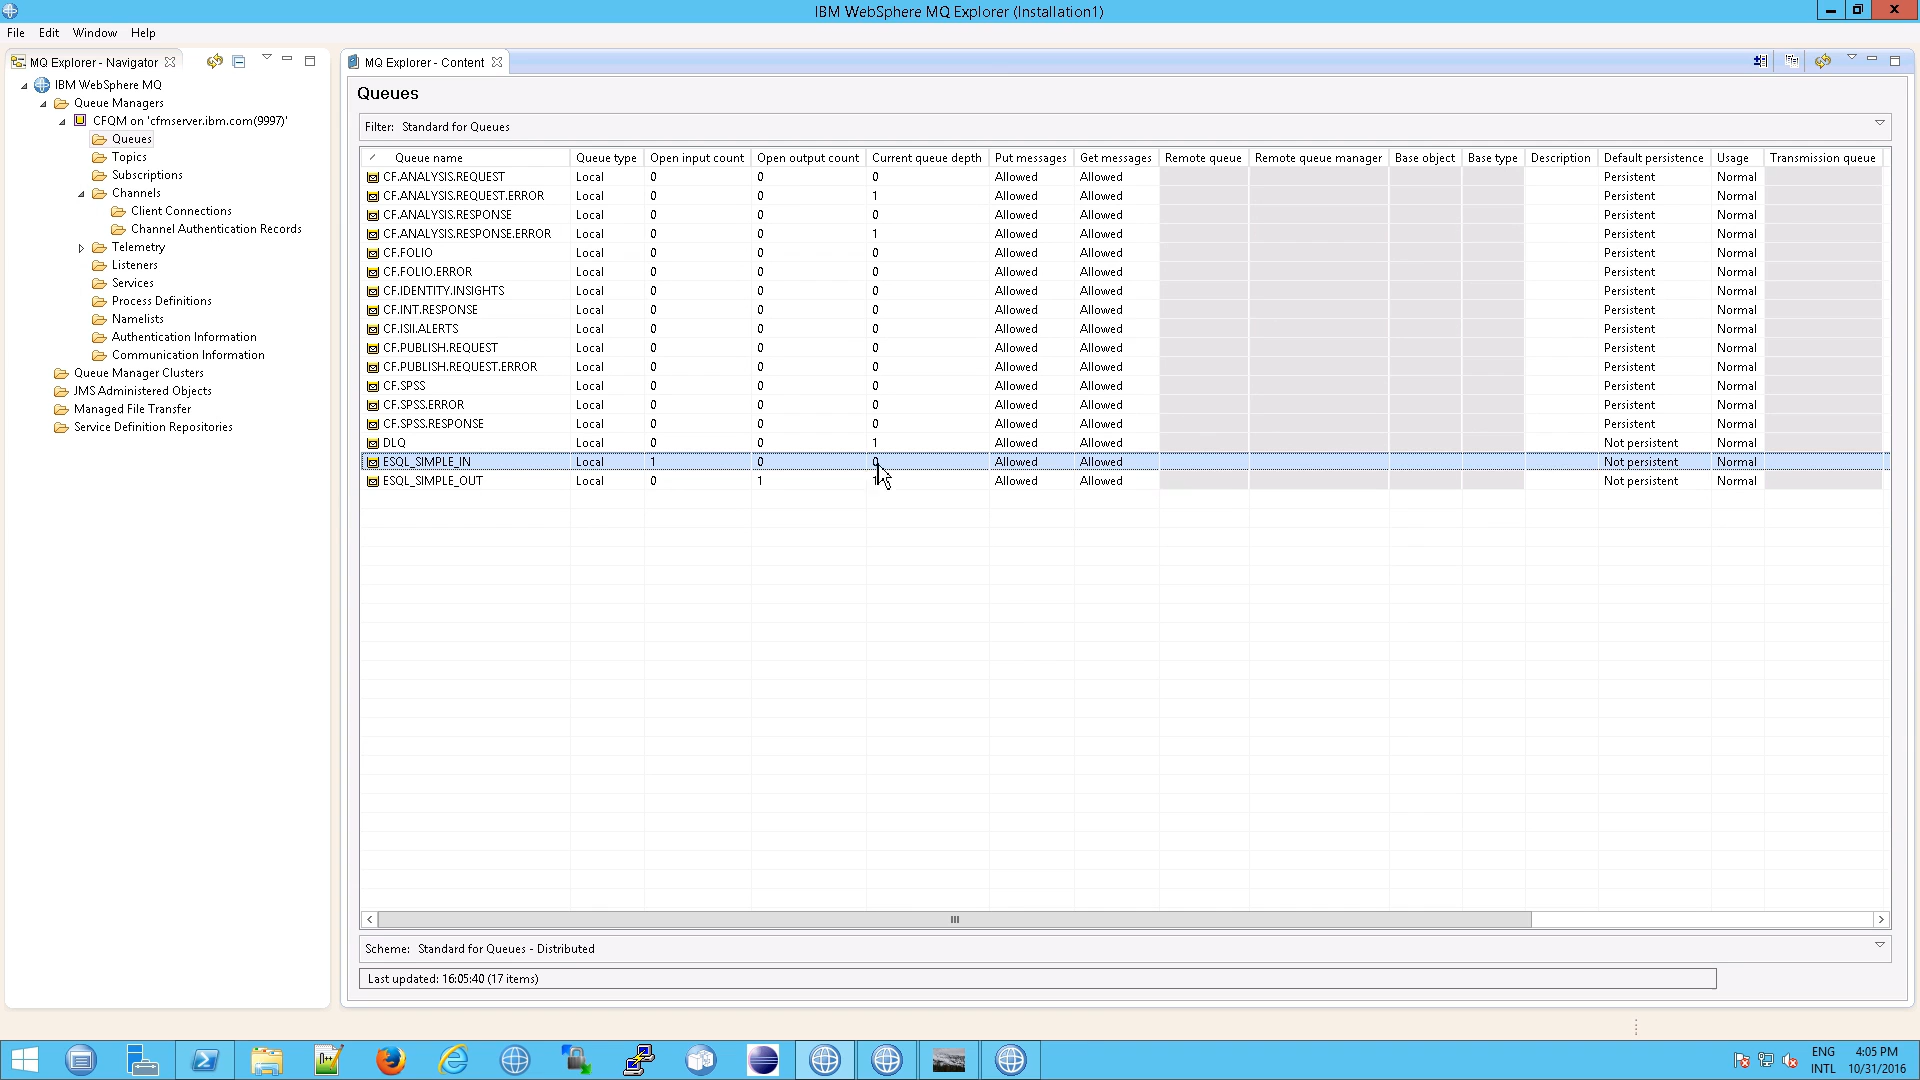 IBM WebSphere MQ Explorer (Installation1)
File Edit Window Help
MQ Explorer - Navigator
IBM WebSphere MQ
Queue Managers
CFQM on 'cfmserver.ibm.com(9997)'
Queues
Topics
Subscriptions
Channels
Client Connections
Channel Authentication Records
Telemetry
Listeners
Services
Process Definitions
Namelists
Authentication Information
Communication Information
Queue Manager Clusters
JMS Administered Objects
Managed File Transfer
Service Definition Repositories
MQ Explorer - Content
Queues
Filter: Standard for Queues
Queue name Queue type Open input count Open output count Current queue depth Put messages Get messages Remote queue Remote queue manager Base object Base type Description Default persistence Usage Transmission queue
CF.ANALYSIS.REQUEST Local 0 0 0 Allowed Allowed Persistent Normal
CF.ANALYSIS.REQUEST.ERROR Local 0 0 1 Allowed Allowed Persistent Normal
CF.ANALYSIS.RESPONSE Local 0 0 0 Allowed Allowed Persistent Normal
CF.ANALYSIS.RESPONSE.ERROR Local 0 0 1 Allowed Allowed Persistent Normal
CF.FOLIO Local 0 0 0 Allowed Allowed Persistent Normal
CF.FOLIO.ERROR Local 0 0 0 Allowed Allowed Persistent Normal
CF.IDENTITY.INSIGHTS Local 0 0 0 Allowed Allowed Persistent Normal
CF.INT.RESPONSE Local 0 0 0 Allowed Allowed Persistent Normal
CF.ISII.ALERTS Local 0 0 0 Allowed Allowed Persistent Normal
CF.PUBLISH.REQUEST Local 0 0 0 Allowed Allowed Persistent Normal
CF.PUBLISH.REQUEST.ERROR Local 0 0 0 Allowed Allowed Persistent Normal
CF.SPSS Local 0 0 0 Allowed Allowed Persistent Normal
CF.SPSS.ERROR Local 0 0 0 Allowed Allowed Persistent Normal
CF.SPSS.RESPONSE Local 0 0 0 Allowed Allowed Persistent Normal
DLQ Local 0 0 1 Allowed Allowed Not persistent Normal
ESQL_SIMPLE_IN Local 1 0 0 Allowed Allowed Not persistent Normal
ESQL_SIMPLE_OUT Local 0 1 Allowed Allowed Not persistent Normal
Scheme: Standard for Queues - Distributed
Last updated: 16:05:40 (17 items)
ENG 4:05 PM
INTL 10/31/2016